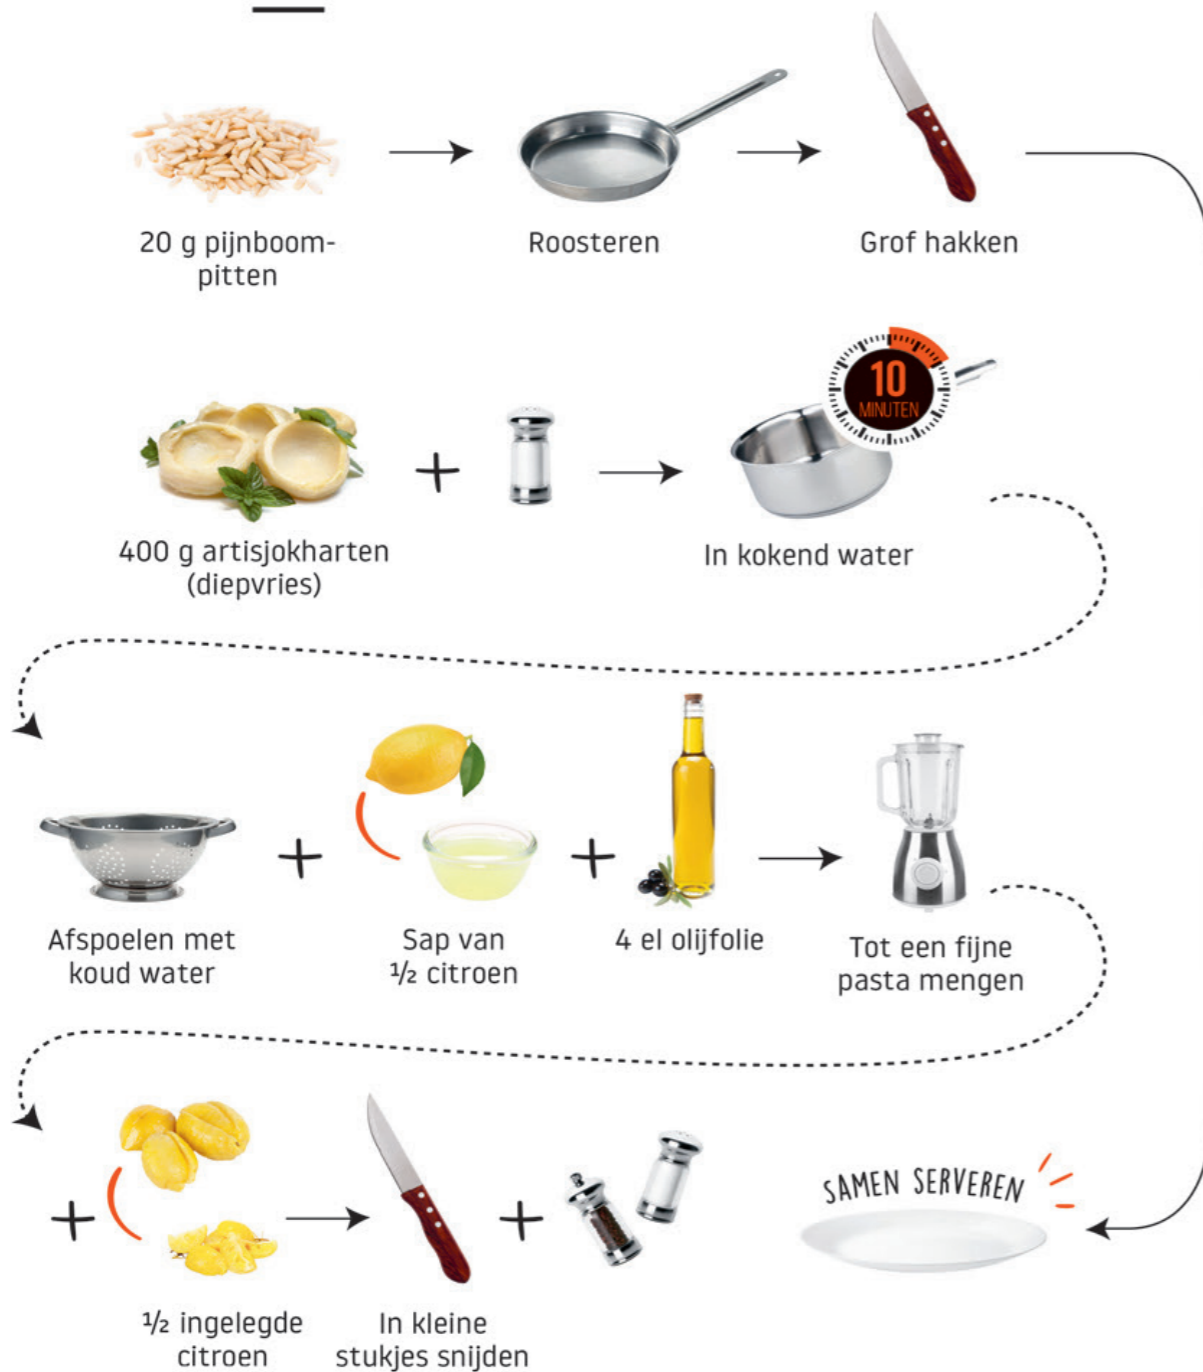 20 g pijnboom-
pitten
Roosteren
Grof hakken
10
MINUTEN
400 g artisjokharten
(diepvries)
In kokend water
Afspoelen met
koud water
Sap van
½ citroen
4 el olijfolie
Tot een fijne
pasta mengen
½ ingelegde
citroen
In kleine
stukjes snijden
SAMEN SERVEREN